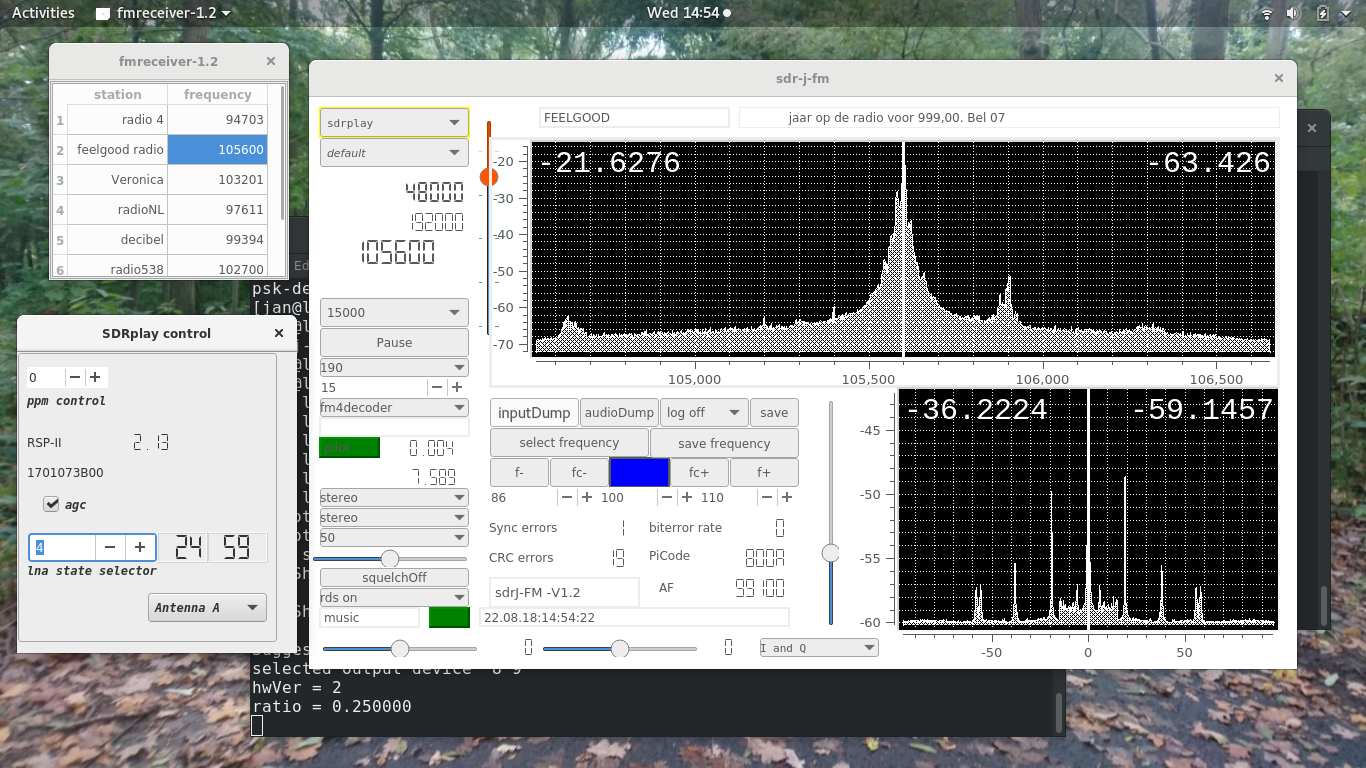 Activities fmreceiver-1.2 Wed 14:54
fmreceiver-1.2
station frequency
1 radio 4 94703
2 feelgood radio 105600
3 Veronica 103201
4 radioNL 97611
5 decibel 99394
6 radio538 102700
SDRplay control
0
ppm control
RSP-II 2.13
1701073B00
agc
4 24 59
lna state selector
Antenna A
sdr-j-fm
sdrplay
default
48000
192000
105600
15000
Pause
190
15
fm4decoder
pilot 0.004
7.589
stereo
stereo
50
squelchOff
rds on
music
FEELGOOD jaar op de radio voor 999,00. Bel 07
-21.6276 -63.426
-20
-30
-40
-50
-60
-70
105,000 105,500 106,000 106,500
inputDump audioDump log off save
select frequency save frequency
f- fc- fc+ f+
86 100 110
Sync errors 1 biterror rate 0
CRC errors 19 PiCode 800A
AF 99100
sdrJ-FM -V1.2
22.08.18:14:54:22
0 0 I and Q
-36.2224 -59.1457
-45
-50
-55
-60
-50 0 50
Ed
psk-de
[jan@l
selected output device 8 9
hwVer = 2
ratio = 0.250000